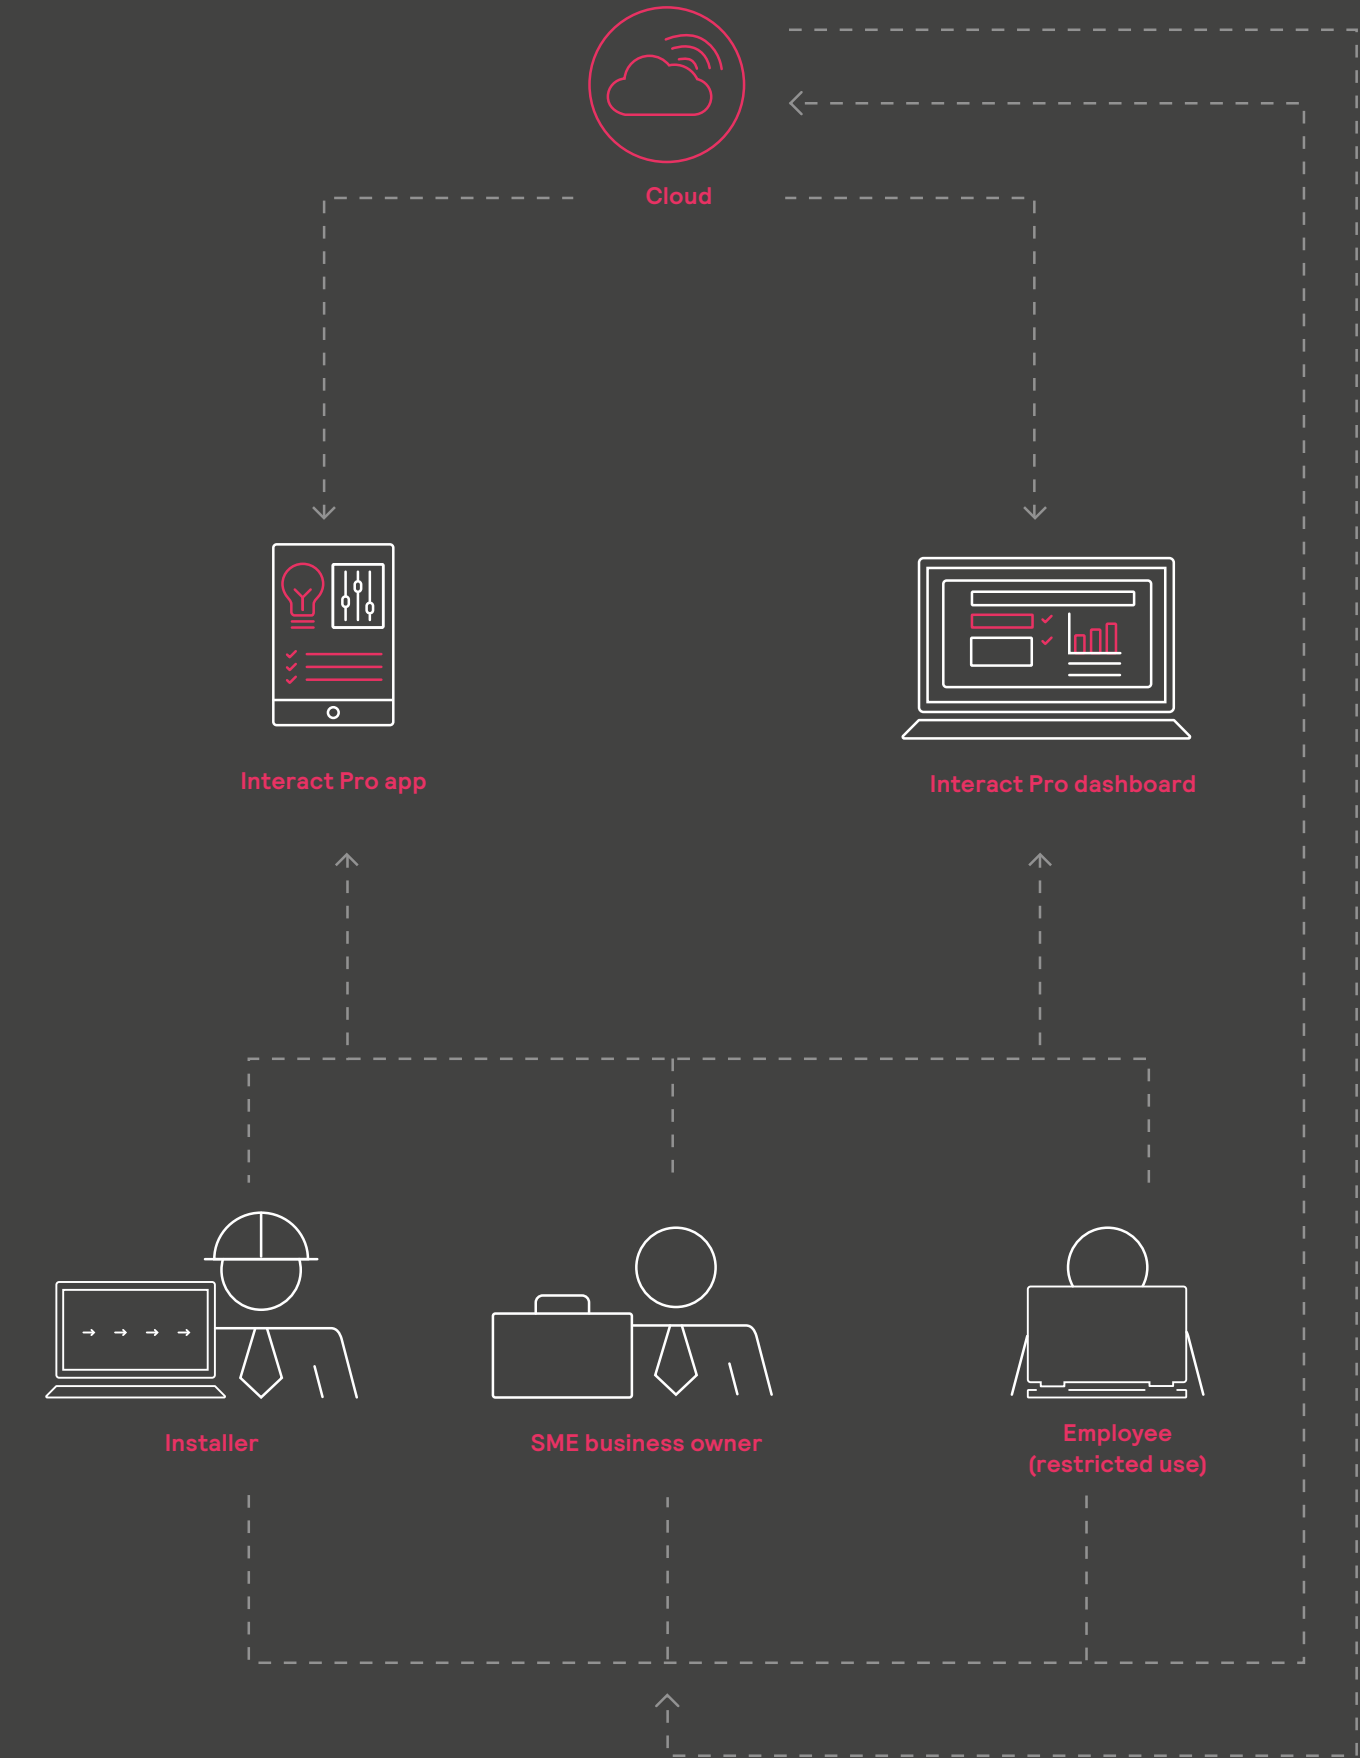 Cloud
Interact Pro app
Interact Pro dashboard
Installer
SME business owner
Employee
(restricted use)